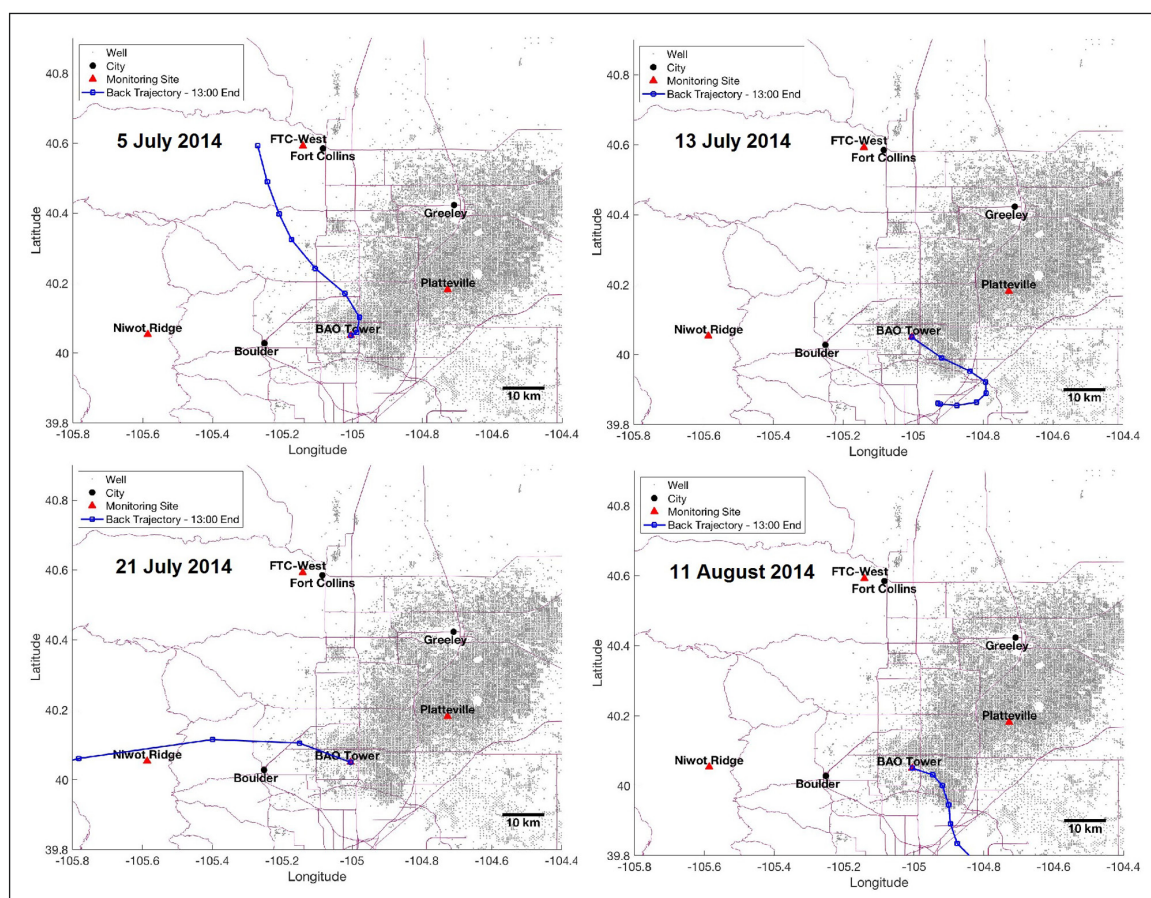 Well
City
Monitoring Site
Back Trajectory - 13:00 End
5 July 2014
FTC-West
Fort Collins
Greeley
Platteville
Niwot Ridge
BAO Tower
Boulder
10 km
Latitude
40.8
40.6
40.4
40.2
40
39.8
-105.8
-105.6
-105.4
-105.2
-105
-104.8
-104.6
-104.4
Longitude
Well
City
Monitoring Site
Back Trajectory - 13:00 End
13 July 2014
FTC-West
Fort Collins
Greeley
Platteville
Niwot Ridge
BAO Tower
Boulder
10 km
Latitude
40.8
40.6
40.4
40.2
40
39.8
-105.8
-105.6
-105.4
-105.2
-105
-104.8
-104.6
-104.4
Longitude
Well
City
Monitoring Site
Back Trajectory - 13:00 End
21 July 2014
FTC-West
Fort Collins
Greeley
Platteville
Niwot Ridge
BAO Tower
Boulder
10 km
Latitude
40.8
40.6
40.4
40.2
40
39.8
-105.8
-105.6
-105.4
-105.2
-105
-104.8
-104.6
-104.4
Longitude
Well
City
Monitoring Site
Back Trajectory - 13:00 End
11 August 2014
FTC-West
Fort Collins
Greeley
Platteville
Niwot Ridge
BAO Tower
Boulder
10 km
Latitude
40.8
40.6
40.4
40.2
40
39.8
-105.8
-105.6
-105.4
-105.2
-105
-104.8
-104.6
-104.4
Longitude